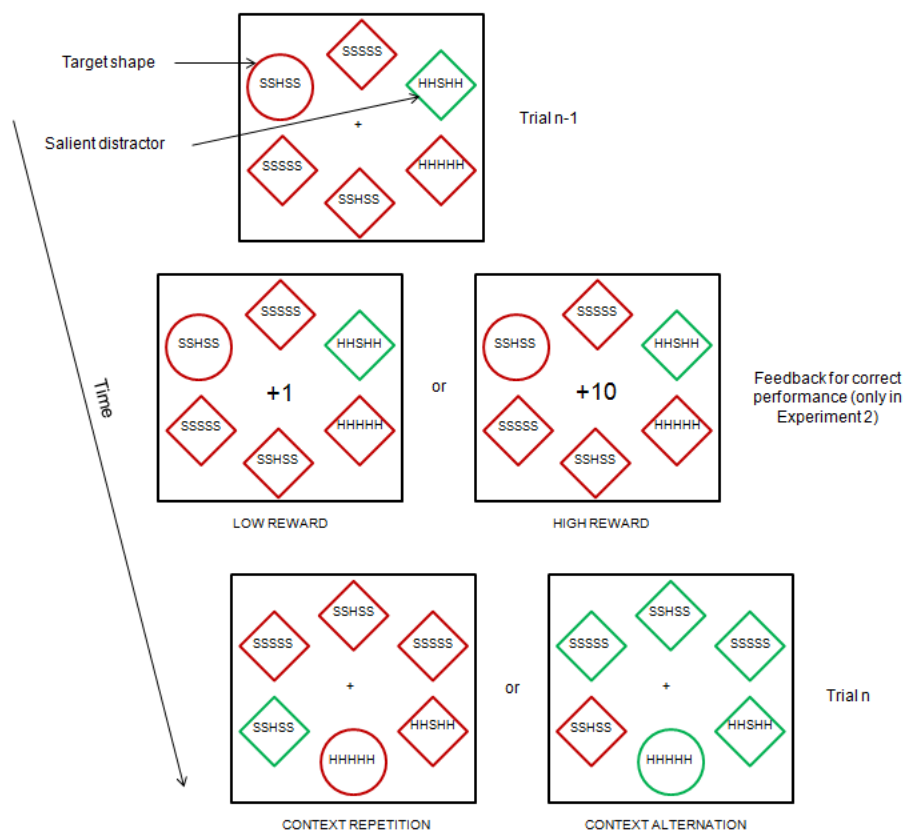 Target shape
Salient distractor
SSSSS
SSHSS
HHSHH
+
SSSSS
HHHHH
SSHSS
Trial n-1
Time
SSSSS
SSHSS
HHSHH
+1
SSSSS
HHHHH
SSHSS
LOW REWARD
or
SSSSS
SSHSS
HHSHH
+10
SSSSS
HHHHH
SSHSS
HIGH REWARD
Feedback for correct
performance (only in
Experiment 2)
SSHSS
SSSSS
SSSSS
+
SSHSS
HHSHH
HHHHH
CONTEXT REPETITION
or
SSHSS
SSSSS
SSSSS
+
SSHSS
HHSHH
HHHHH
CONTEXT ALTERNATION
Trial n